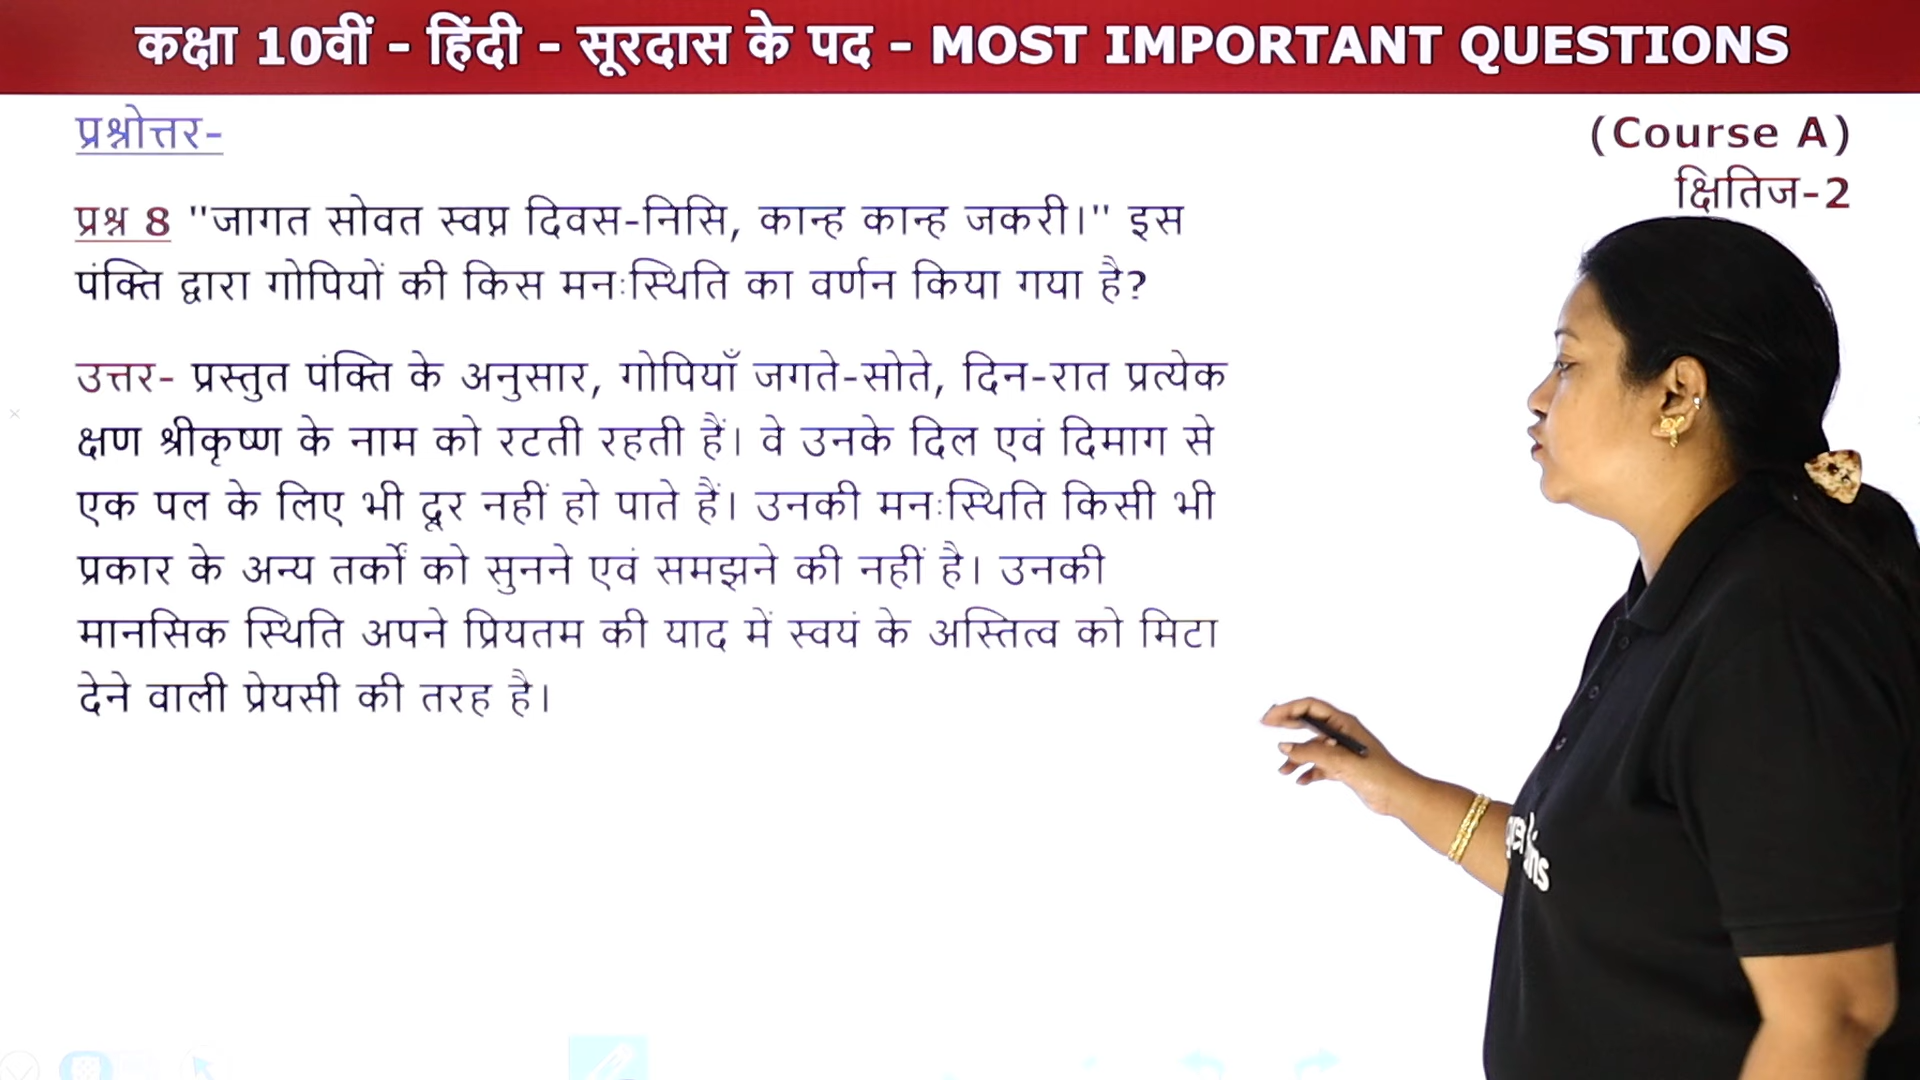 कक्षा 10वीं - हिंदी - सूरदास के पद - MOST IMPORTANT QUESTIONS
प्रश्नोत्तर-
(Course A)
क्षितिज-2
प्रश्न 8 "जागत सोवत स्वप्न दिवस-निसि, कान्ह कान्ह जकरी।" इस
पंक्ति द्वारा गोपियों की किस मनःस्थिति का वर्णन किया गया है?
उत्तर- प्रस्तुत पंक्ति के अनुसार, गोपियाँ जगते-सोते, दिन-रात प्रत्येक
क्षण श्रीकृष्ण के नाम को रटती रहती हैं। वे उनके दिल एवं दिमाग से
एक पल के लिए भी दूर नहीं हो पाते हैं। उनकी मनःस्थिति किसी भी
प्रकार के अन्य तर्कों को सुनने एवं समझने की नहीं है। उनकी
मानसिक स्थिति अपने प्रियतम की याद में स्वयं के अस्तित्व को मिटा
देने वाली प्रेयसी की तरह है।